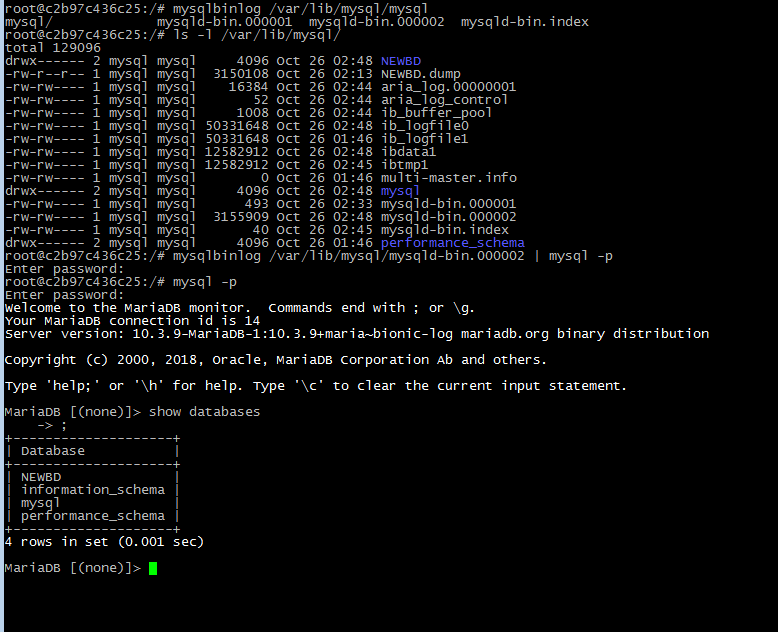 root@c2b97c436c25:/# mysqlbinlog /var/lib/mysql/mysql
mysql/             mysqld-bin.000001  mysqld-bin.000002  mysqld-bin.index
root@c2b97c436c25:/# ls -l /var/lib/mysql/
total 129096
drwx------ 2 mysql mysql     4096 Oct 26 02:48 NEWBD
-rw-r--r-- 1 mysql mysql  3150108 Oct 26 02:13 NEWBD.dump
-rw-rw---- 1 mysql mysql    16384 Oct 26 02:44 aria_log.00000001
-rw-rw---- 1 mysql mysql       52 Oct 26 02:44 aria_log_control
-rw-rw---- 1 mysql mysql     1008 Oct 26 02:44 ib_buffer_pool
-rw-rw---- 1 mysql mysql 50331648 Oct 26 02:48 ib_logfile0
-rw-rw---- 1 mysql mysql 50331648 Oct 26 01:46 ib_logfile1
-rw-rw---- 1 mysql mysql 12582912 Oct 26 02:48 ibdata1
-rw-rw---- 1 mysql mysql 12582912 Oct 26 02:45 ibtmp1
-rw-rw---- 1 mysql mysql        0 Oct 26 01:46 multi-master.info
drwx------ 2 mysql mysql     4096 Oct 26 02:48 mysql
-rw-rw---- 1 mysql mysql      493 Oct 26 02:33 mysqld-bin.000001
-rw-rw---- 1 mysql mysql  3155909 Oct 26 02:48 mysqld-bin.000002
-rw-rw---- 1 mysql mysql       40 Oct 26 02:45 mysqld-bin.index
drwx------ 2 mysql mysql     4096 Oct 26 01:46 performance_schema
root@c2b97c436c25:/# mysqlbinlog /var/lib/mysql/mysqld-bin.000002 | mysql -p
Enter password:
root@c2b97c436c25:/# mysql -p
Enter password:
Welcome to the MariaDB monitor.  Commands end with ; or \g.
Your MariaDB connection id is 14
Server version: 10.3.9-MariaDB-1:10.3.9+maria~bionic-log mariadb.org binary distribution
Copyright (c) 2000, 2018, Oracle, MariaDB Corporation Ab and others.
Type 'help;' or '\h' for help. Type '\c' to clear the current input statement.
MariaDB [(none)]> show databases
    -> ;
+--------------------+
| Database           |
+--------------------+
| NEWBD              |
| information_schema |
| mysql              |
| performance_schema |
+--------------------+
4 rows in set (0.001 sec)
MariaDB [(none)]>